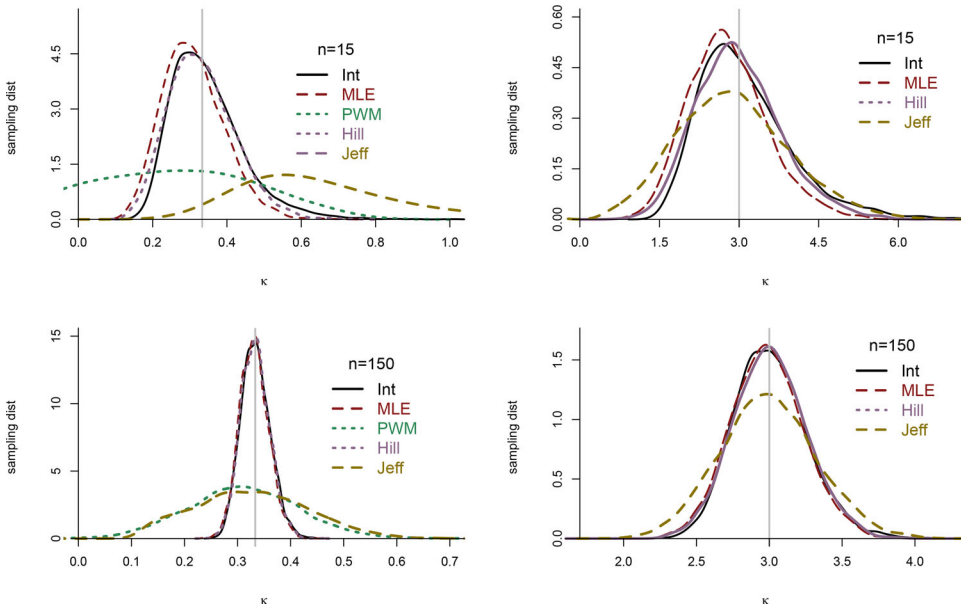 sampling dist
0.0
1.5
3.0
4.5
n=15
Int
MLE
PWM
Hill
Jeff
0.0 0.2 0.4 0.6 0.8 1.0
κ
sampling dist
0.00
0.15
0.30
0.45
0.60
n=15
Int
MLE
Hill
Jeff
0.0 1.5 3.0 4.5 6.0
κ
sampling dist
0
5
10
15
n=150
Int
MLE
PWM
Hill
Jeff
0.0 0.1 0.2 0.3 0.4 0.5 0.6 0.7
κ
sampling dist
0.0
0.5
1.0
1.5
n=150
Int
MLE
Hill
Jeff
2.0 2.5 3.0 3.5 4.0
κ